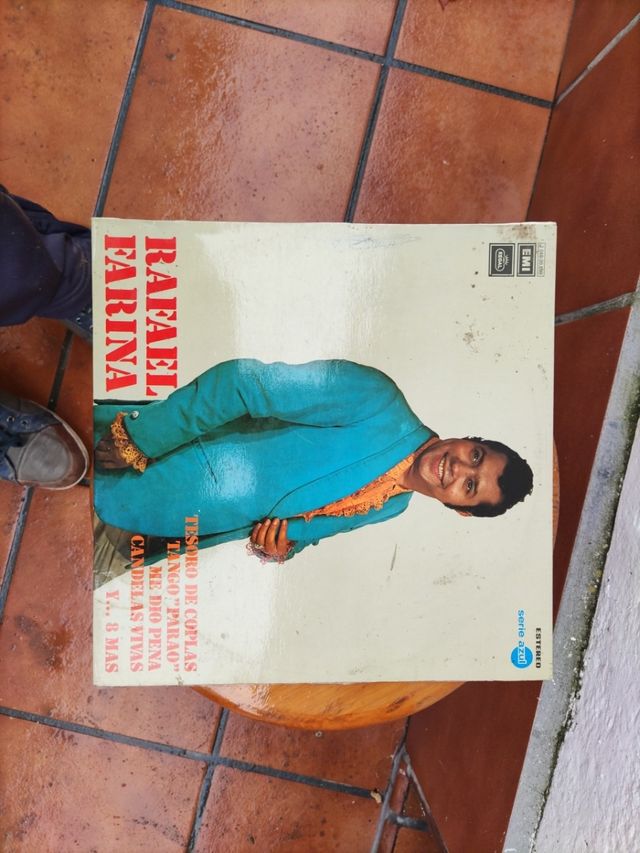 EMI
REGAL
ESTEREO
serie azul
RAFAEL
FARINA
TESORO DE COPLAS
TANGO "PARAO"
ME DIO PENA
CANDELAS VIVAS
Y... 8 MAS